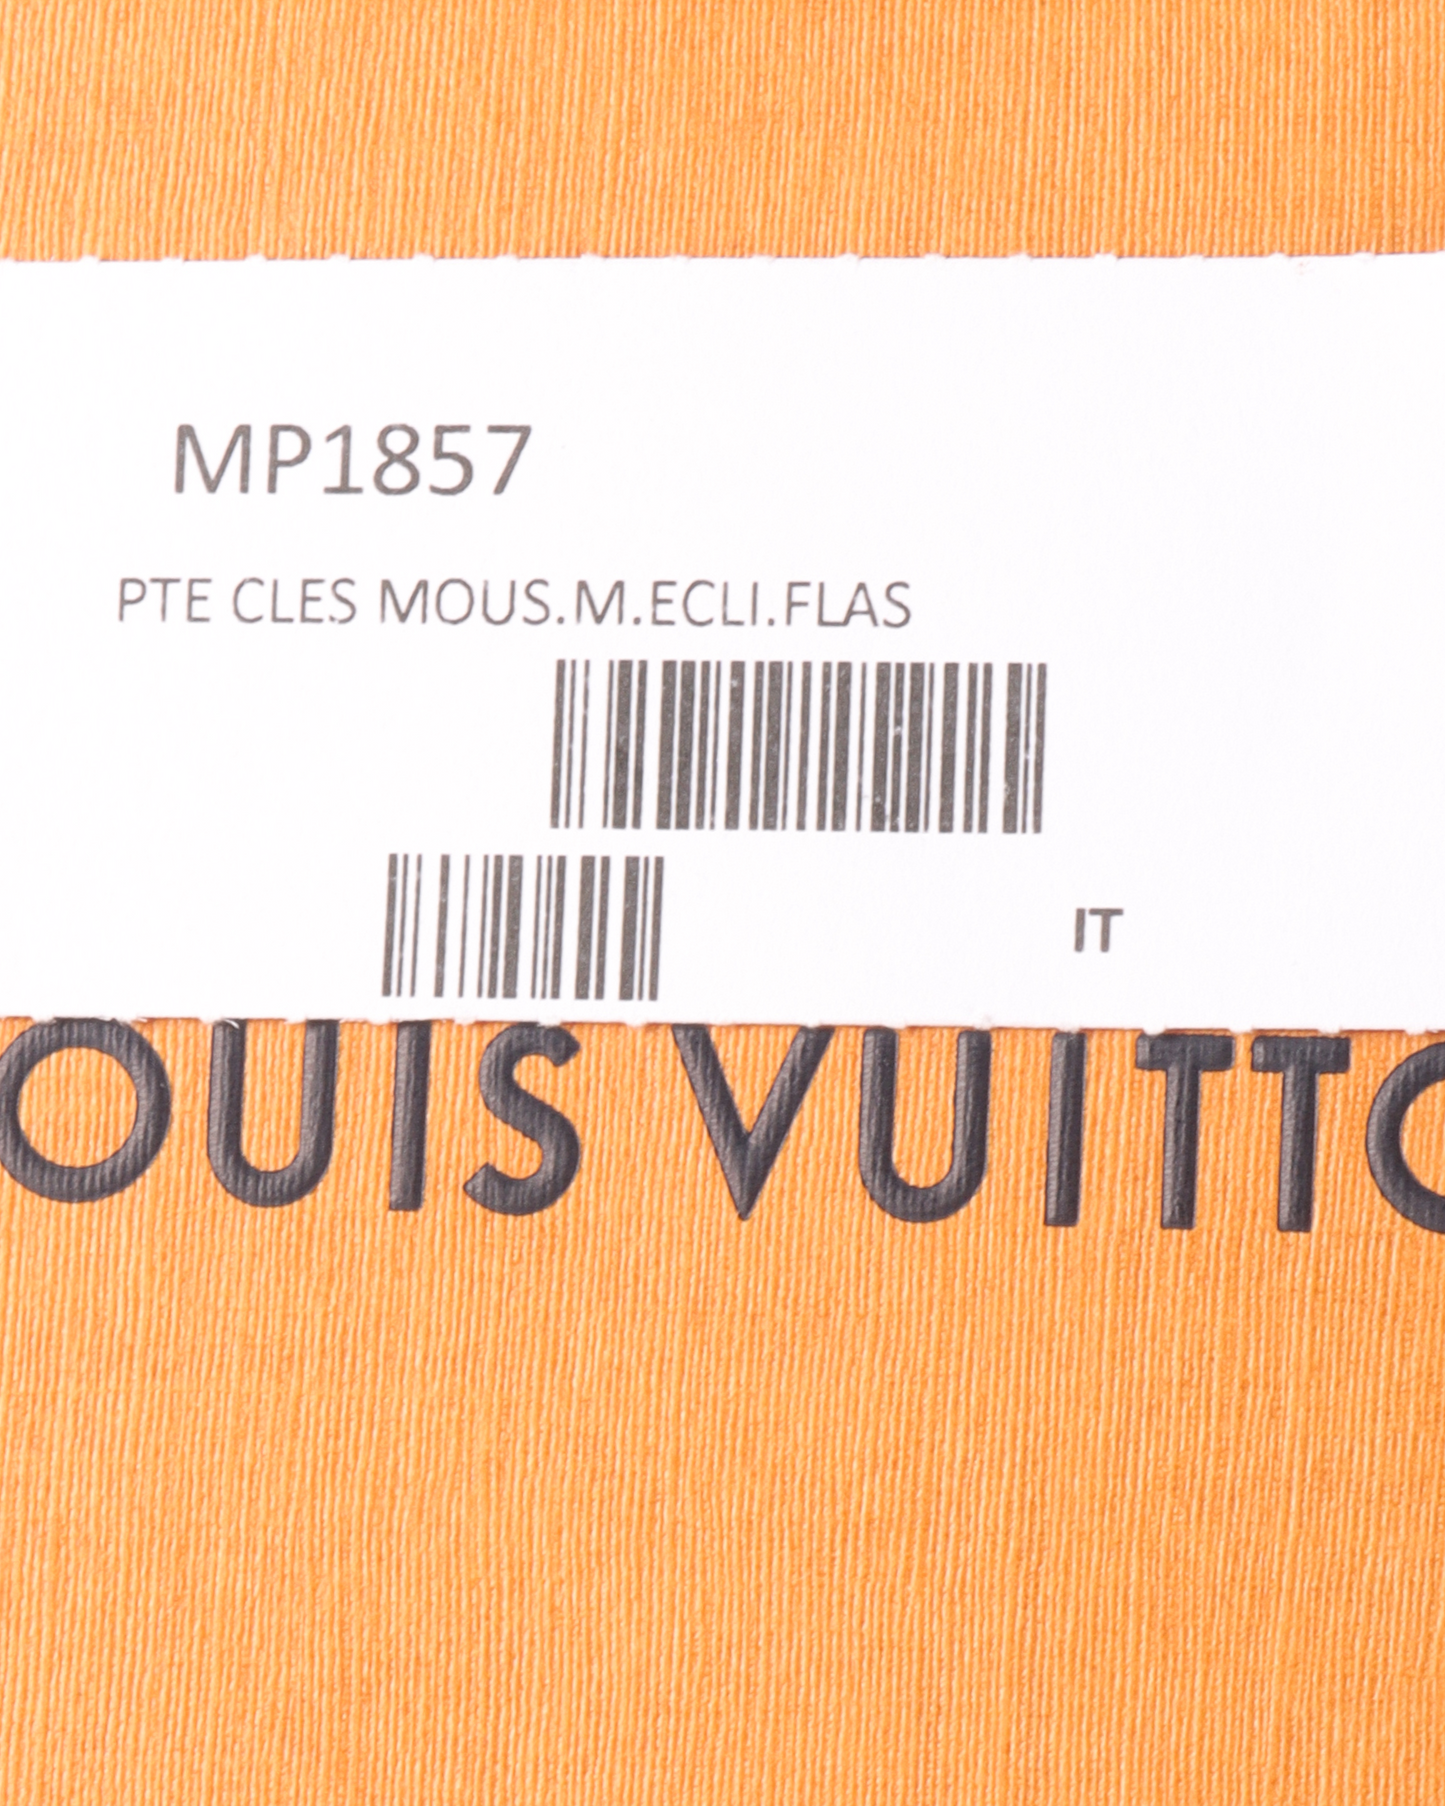 MP1857
PTE CLES MOUS.M.ECLI.FLAS
IT
OUIS VUITTO